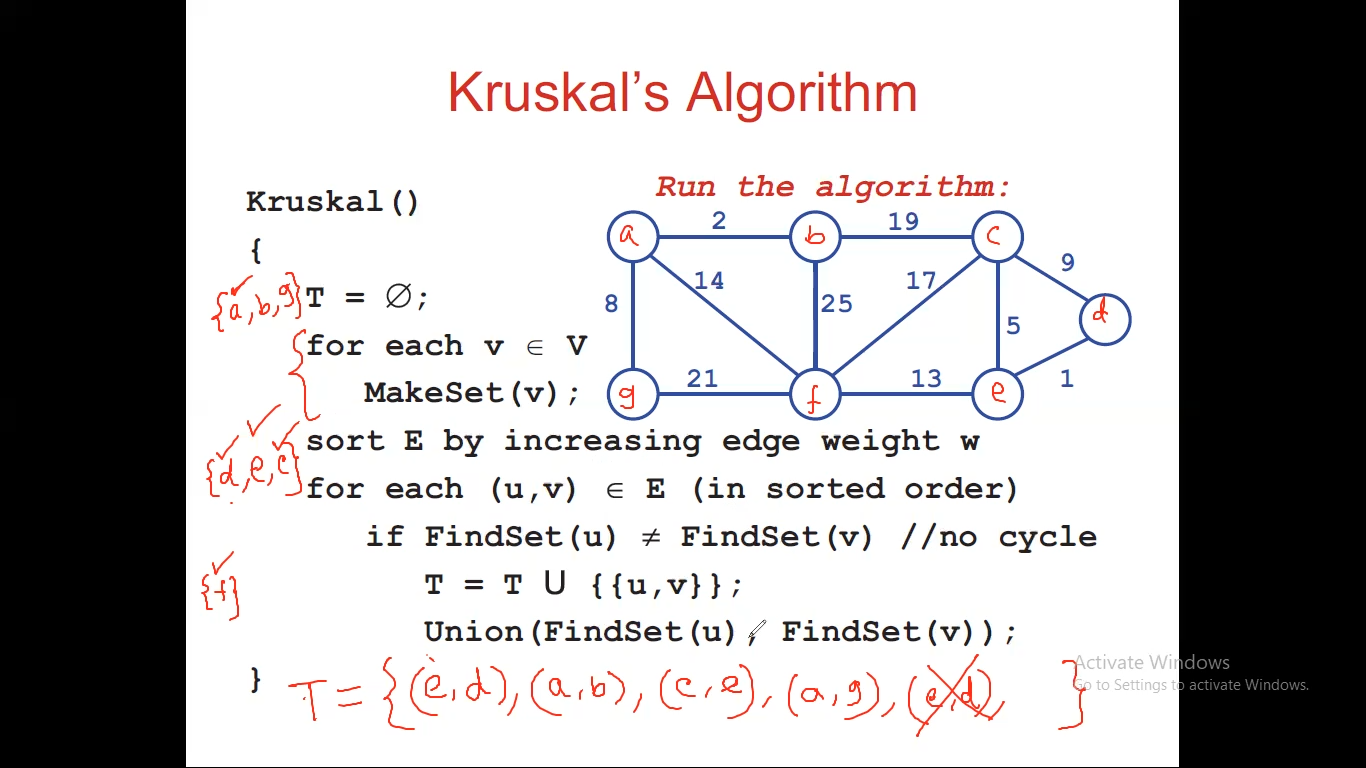 Kruskal's Algorithm
Run the algorithm:
Kruskal()
{
{a,b,g}
T = ∅;
for each v ∈ V
MakeSet(v);
sort E by increasing edge weight w
{d,e,c}
for each (u,v) ∈ E (in sorted order)
if FindSet(u) ≠ FindSet(v) //no cycle
{f}
T = T U {{u,v}};
Union(FindSet(u), FindSet(v));
}
2
19
a
b
c
9
14
17
8
25
d
5
21
13
1
g
f
e
T = {(e,d), (a,b), (c,e), (a,g), (c,d), }
Activate Windows
Go to Settings to activate Windows.